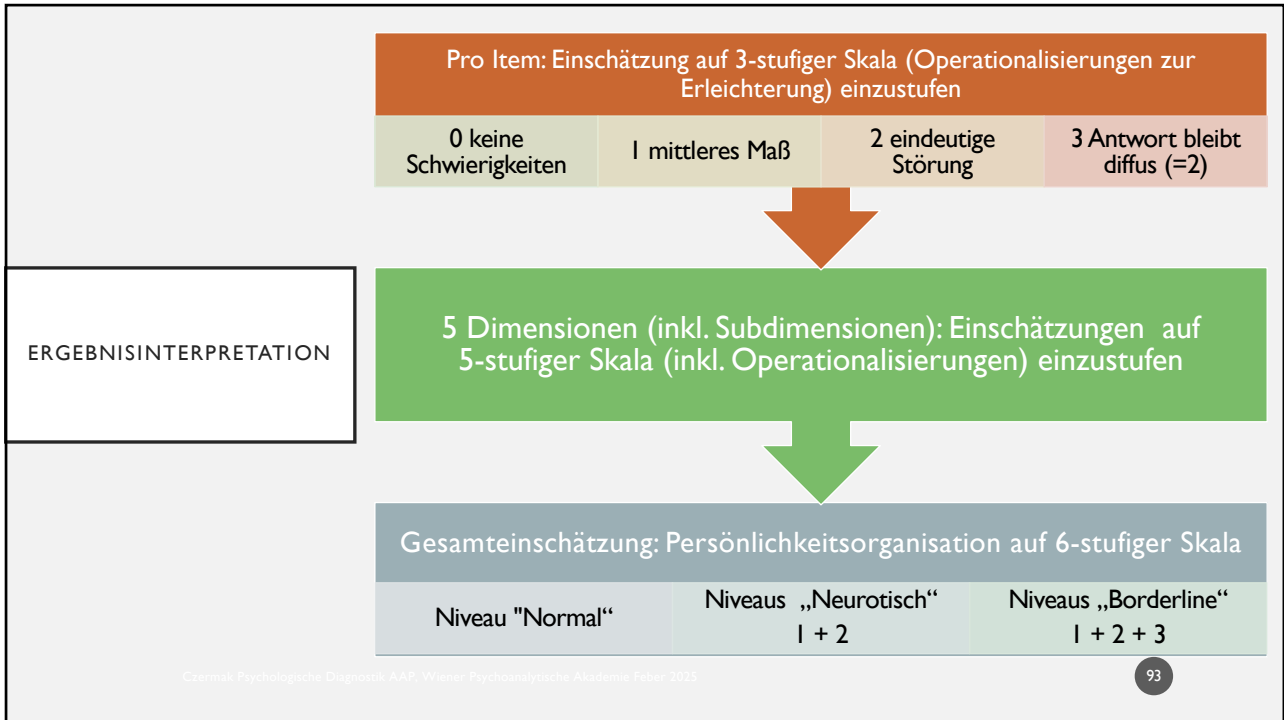 Pro Item: Einschätzung auf 3-stufiger Skala (Operationalisierungen zur
Erleichterung) einzustufen
0 keine
Schwierigkeiten
1 mittleres Maß
2 eindeutige
Störung
3 Antwort bleibt
diffus (=2)
ERGEBNISINTERPRETATION
5 Dimensionen (inkl. Subdimensionen): Einschätzungen auf
5-stufiger Skala (inkl. Operationalisierungen) einzustufen
Gesamteinschätzung: Persönlichkeitsorganisation auf 6-stufiger Skala
Niveau "Normal“
Niveaus „Neurotisch“
1 + 2
Niveaus „Borderline“
1 + 2 + 3
Czermak Psychologische Diagnostik AAP, Wiener Psychoanalytische Akademie Feber 2025
93